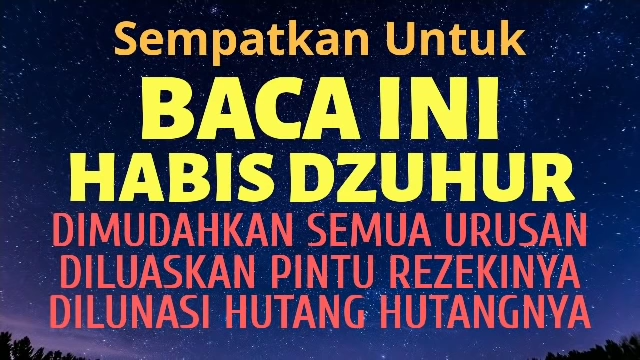 Sempatkan Untuk
BACA INI
HABIS DZUHUR
DIMUDAHKAN SEMUA URUSAN
DILUASKAN PINTU REZEKINYA
DILUNASI HUTANG HUTANGNYA